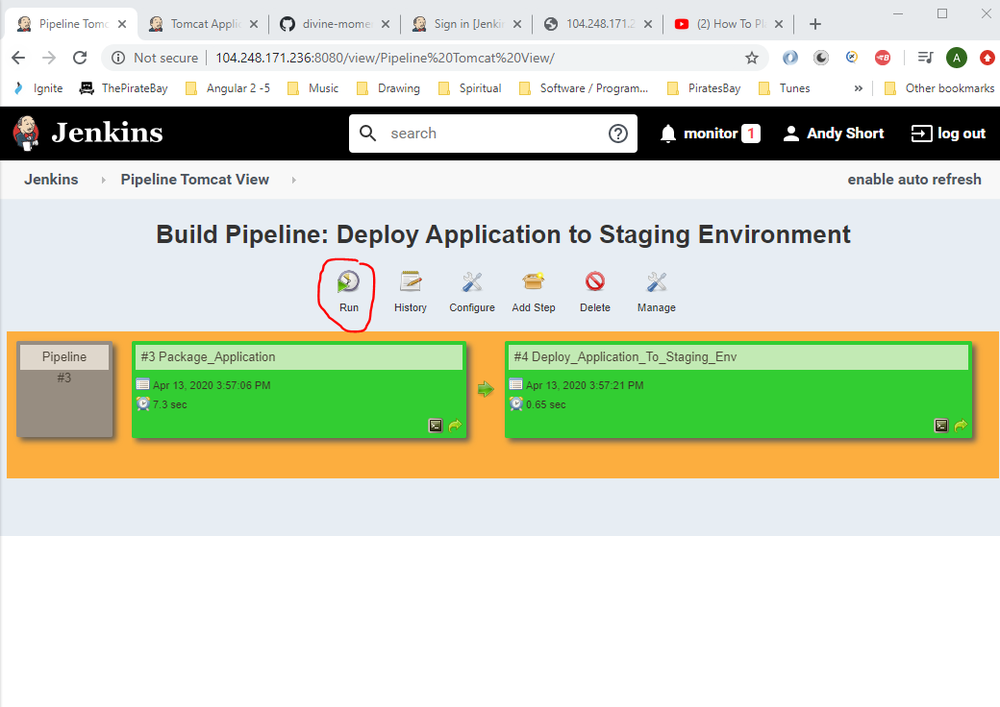 Pipeline Tomc
Tomcat Applic
divine-mome
Sign in [Jenkin
104.248.171.2
(2) How To Pl
Not secure 104.248.171.236:8080/view/Pipeline%20Tomcat%20View/
A
Ignite ThePirateBay Angular 2 -5 Music Drawing Spiritual Software / Program... PiratesBay Tunes » Other bookmarks
Jenkins search monitor 1 Andy Short log out
Jenkins Pipeline Tomcat View enable auto refresh
Build Pipeline: Deploy Application to Staging Environment
Run History Configure Add Step Delete Manage
Pipeline
#3
#3 Package_Application
Apr 13, 2020 3:57:06 PM
7.3 sec
#4 Deploy_Application_To_Staging_Env
Apr 13, 2020 3:57:21 PM
0.65 sec